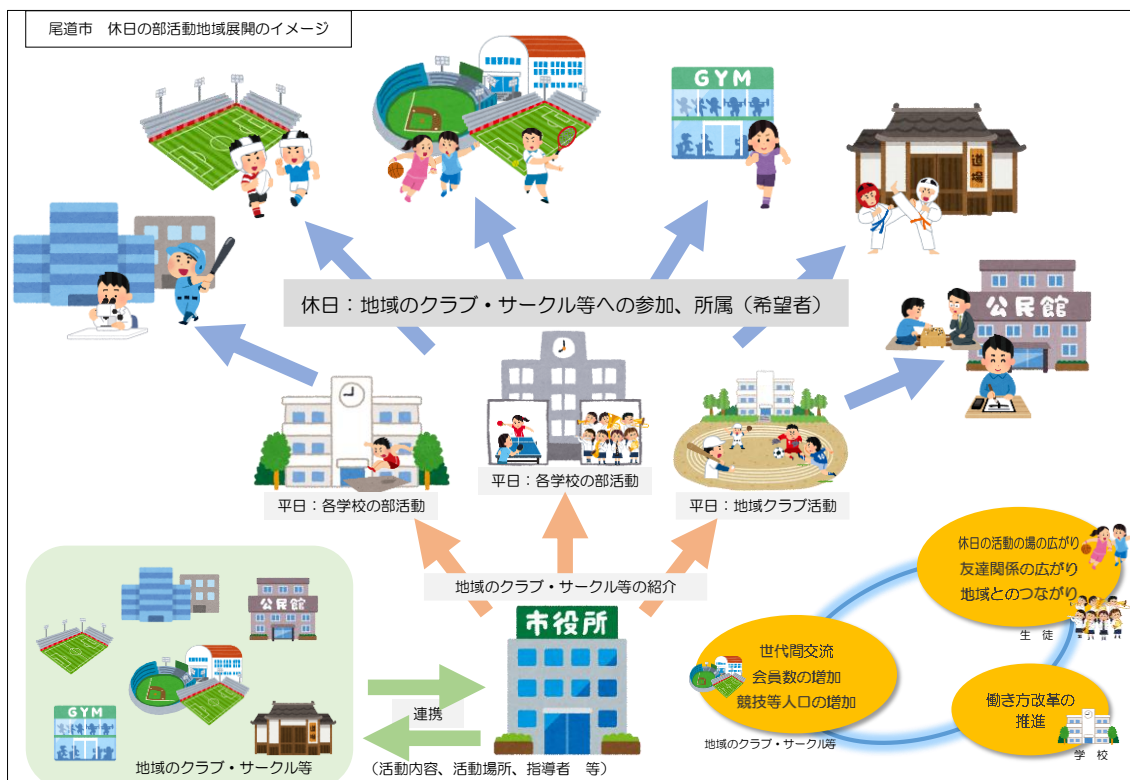 尾道市　休日の部活動地域展開のイメージ
GYM
道場
休日：地域のクラブ・サークル等への参加、所属（希望者）
公民館
平日：各学校の部活動
平日：各学校の部活動
平日：地域クラブ活動
地域のクラブ・サークル等の紹介
市役所
公民館
GYM
地域のクラブ・サークル等
連携
（活動内容、活動場所、指導者　等）
休日の活動の場の広がり
友達関係の広がり
地域とのつながり
生　徒
世代間交流
会員数の増加
競技等人口の増加
地域のクラブ・サークル等
働き方改革の
推進
学　校